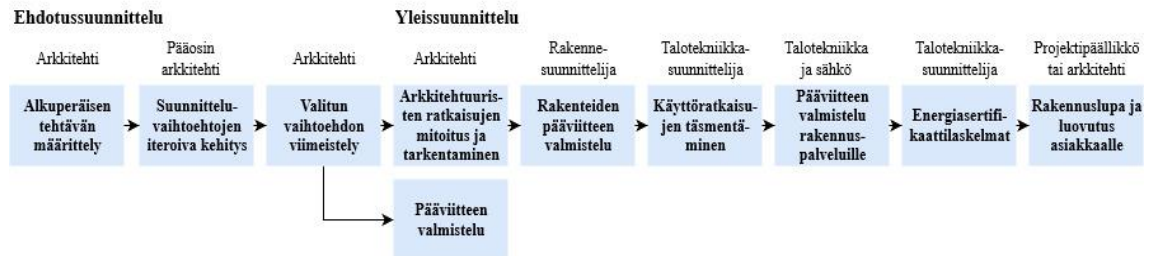 Ehdotussuunnittelu
Yleissuunnittelu
Arkkitehti
Alkuperäisen
tehtävän
määrittely
Pääosin
arkkitehti
Suunnittelu-
vaihtoehtojen
iteroiva kehitys
Arkkitehti
Valitun
vaihtoehdon
viimeistely
Arkkitehti
Arkkitehtuuris-
ten ratkaisujen
mitoitus ja
tarkentaminen
Rakenne-
suunnittelija
Rakenteiden
pääviitteen
valmistelu
Talotekniikka-
suunnittelija
Käyttöratkaisu-
jen täsmentä-
minen
Talotekniikka
ja sähkö
Pääviitteen
valmistelu
rakennus-
palveluille
Talotekniikka-
suunnittelija
Energiasertifi-
kaattilaskelmat
Projektipäällikkö
tai arkkitehti
Rakennuslupa ja
luovutus
asiakkaalle
Pääviitteen
valmistelu